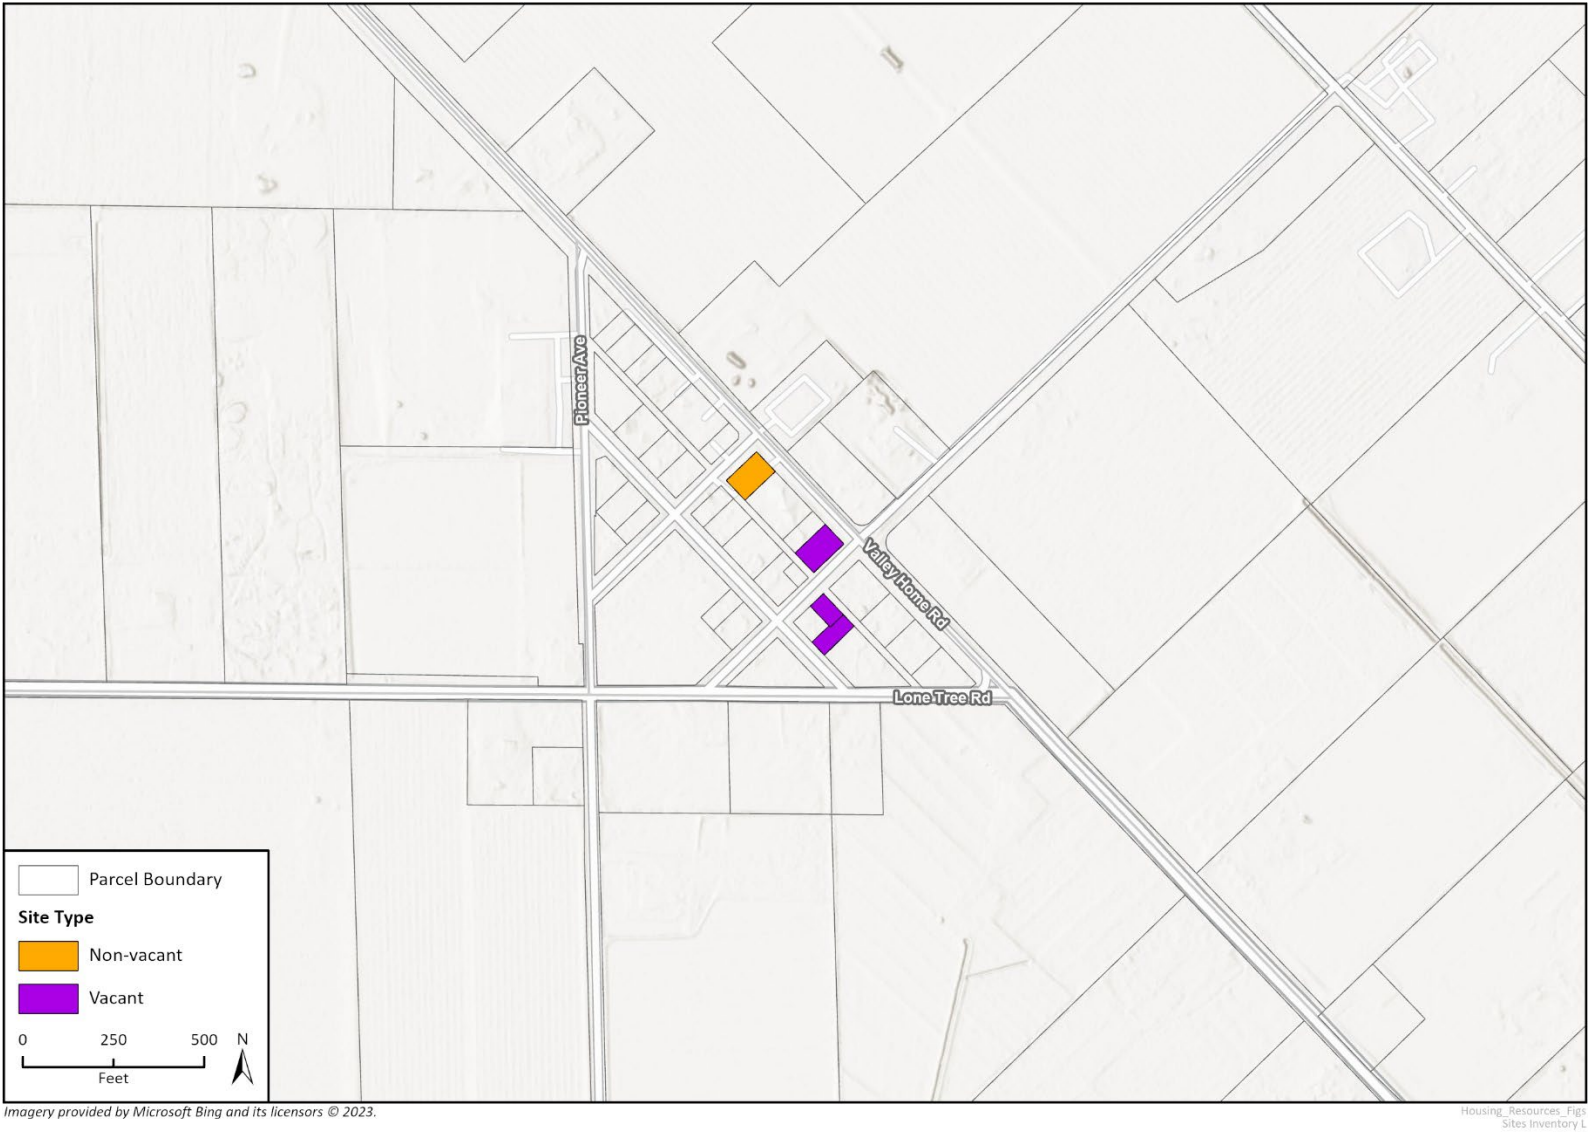 Pioneer Ave
Valley Home Rd
Lone Tree Rd
Parcel Boundary
Site Type
Non-vacant
Vacant
0 250 500 N
Feet
Imagery provided by Microsoft Bing and its licensors © 2023.
Housing_Resources_Figs
Sites Inventory L